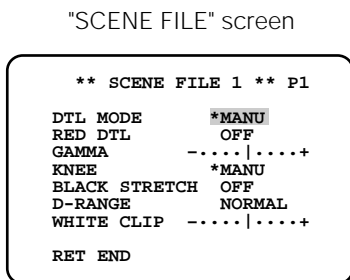 "SCENE FILE" screen
** SCENE FILE 1 ** P1
DTL MODE *MANU
RED DTL OFF
GAMMA -····|····+
KNEE *MANU
BLACK STRETCH OFF
D-RANGE NORMAL
WHITE CLIP -····|····+
RET END